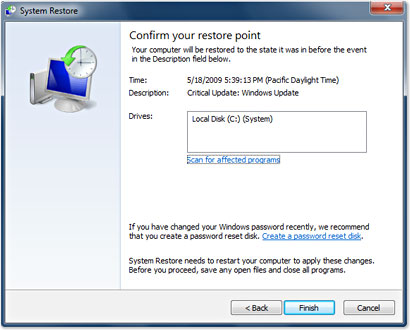 System Restore
Confirm your restore point
Your computer will be restored to the state it was in before the event
in the Description field below.
Time: 5/18/2009 5:39:13 PM (Pacific Daylight Time)
Description: Critical Update: Windows Update
Drives: Local Disk (C:) (System)
Scan for affected programs
If you have changed your Windows password recently, we recommend
that you create a password reset disk. Create a password reset disk.
System Restore needs to restart your computer to apply these changes.
Before you proceed, save any open files and close all programs.
< Back Finish Cancel